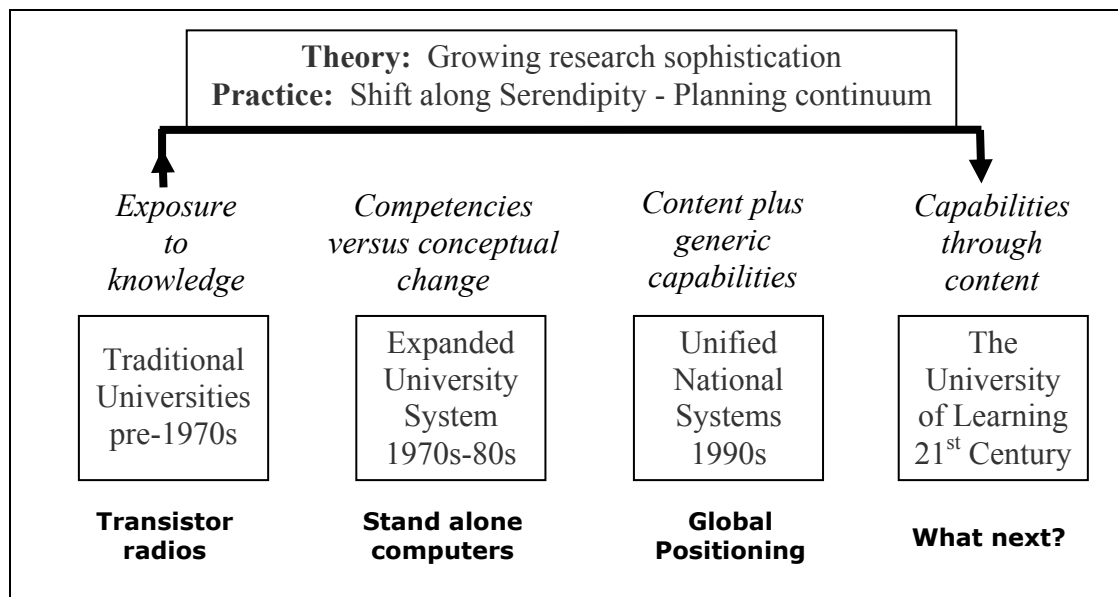 Theory: Growing research sophistication
Practice: Shift along Serendipity - Planning continuum
Exposure
to
knowledge
Competencies
versus conceptual
change
Content plus
generic
capabilities
Capabilities
through
content
Traditional
Universities
pre-1970s
Expanded
University
System
1970s-80s
Unified
National
Systems
1990s
The
University
of Learning
21st Century
Transistor
radios
Stand alone
computers
Global
Positioning
What next?